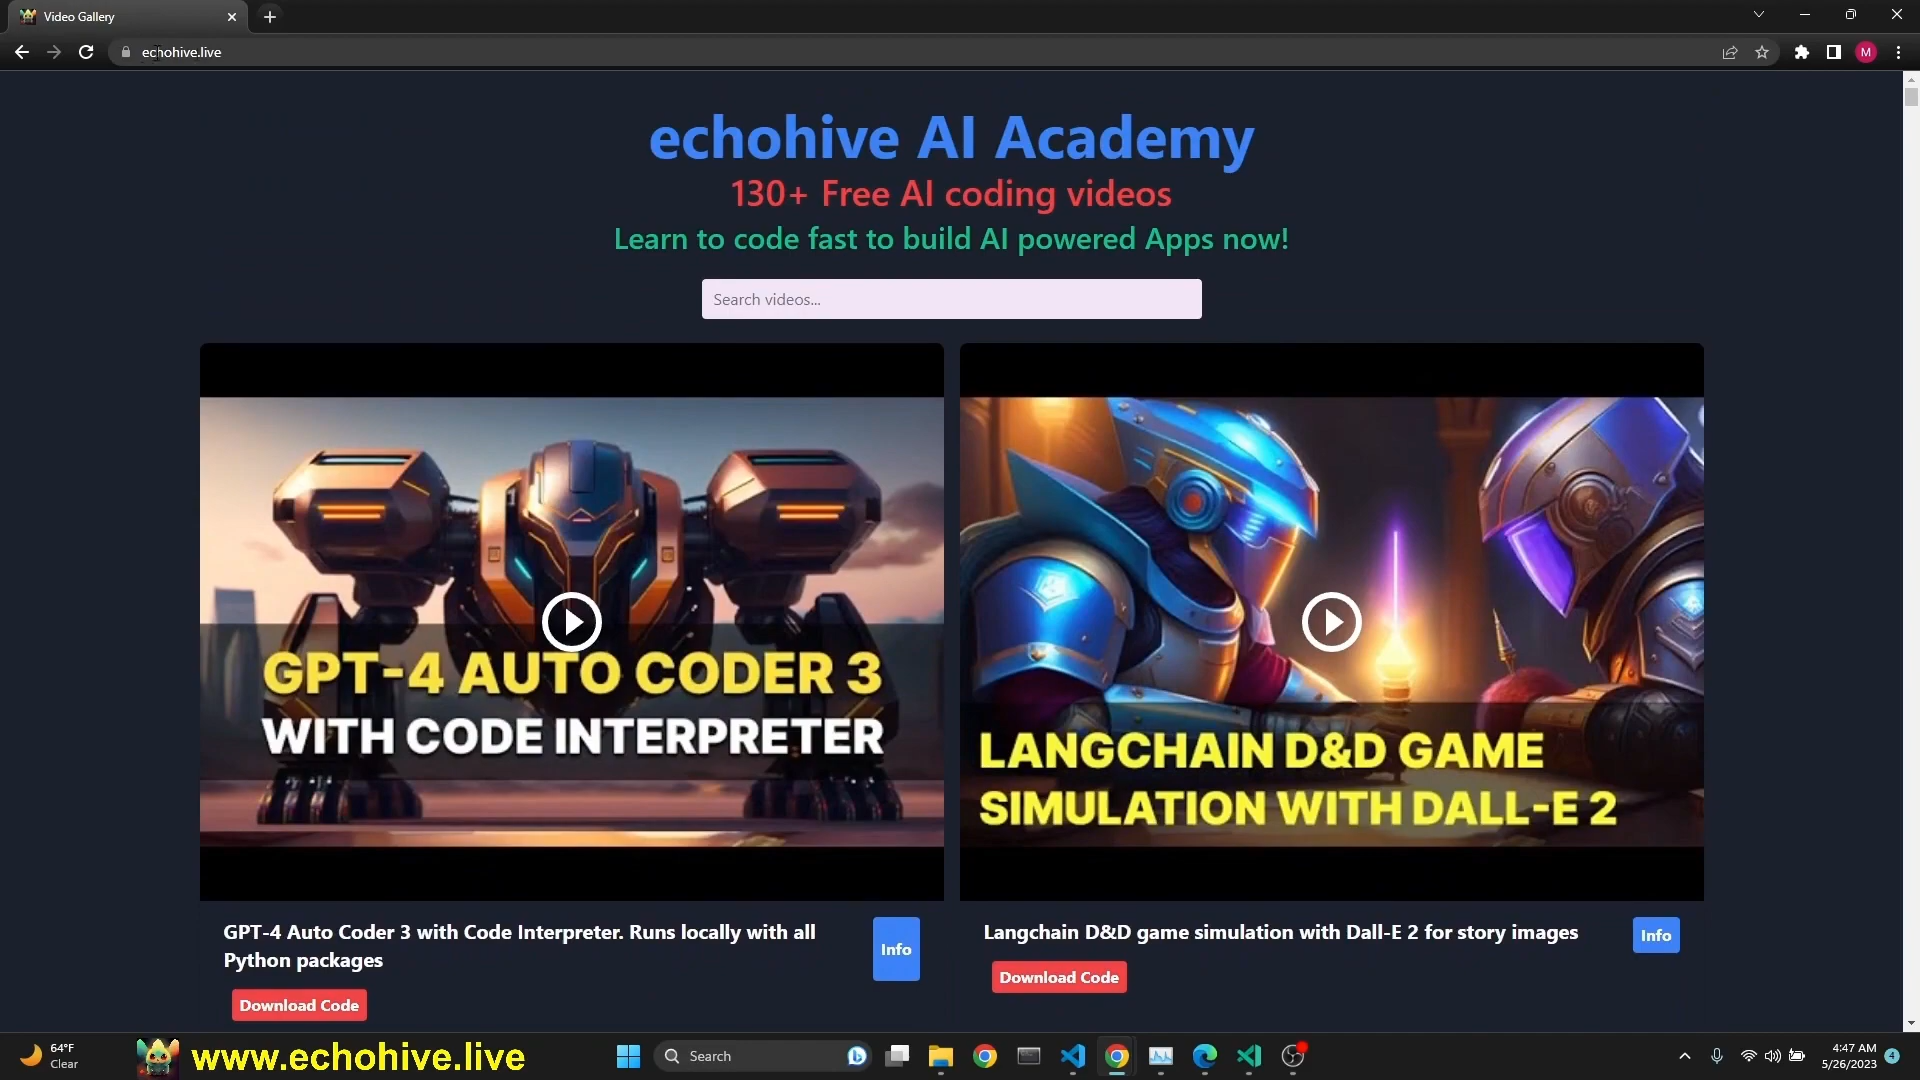 Video Gallery
echohive.live
M
echohive AI Academy
130+ Free AI coding videos
Learn to code fast to build AI powered Apps now!
Search videos...
GPT-4 AUTO CODER 3
WITH CODE INTERPRETER
LANGCHAIN D&D GAME
SIMULATION WITH DALL-E 2
GPT-4 Auto Coder 3 with Code Interpreter. Runs locally with all
Python packages
Info
Download Code
Langchain D&D game simulation with Dall-E 2 for story images
Info
Download Code
64°F
Clear
www.echohive.live
Search
4:47 AM
5/26/2023
4